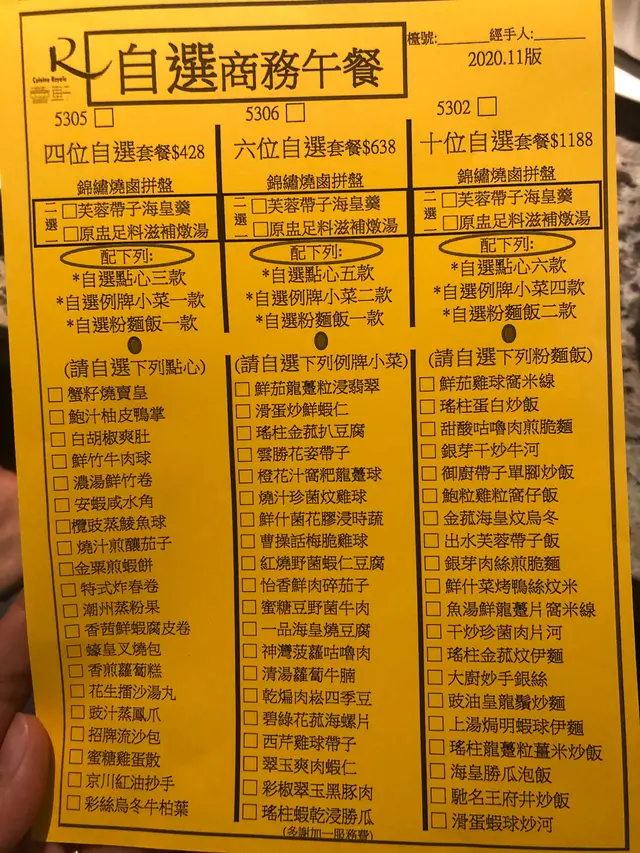 R
Cuisine Royale
自選商務午餐
檯號:______經手人:______
2020.11版
5305 □
四位自選套餐$428
錦繡燒鹵拼盤
二選一
□芙蓉帶子海皇羹
□原盅足料滋補燉湯
配下列:
*自選點心三款
*自選例牌小菜一款
*自選粉麵飯一款
5306 □
六位自選套餐$638
錦繡燒鹵拼盤
二選一
□芙蓉帶子海皇羹
□原盅足料滋補燉湯
配下列:
*自選點心五款
*自選例牌小菜二款
*自選粉麵飯一款
5302 □
十位自選套餐$1188
錦繡燒鹵拼盤
二選一
□芙蓉帶子海皇羹
□原盅足料滋補燉湯
配下列:
*自選點心六款
*自選例牌小菜四款
*自選粉麵飯二款
(請自選下列點心)
□ 蟹籽燒賣皇
□ 鮑汁柚皮鴨掌
□ 白胡椒爽肚
□ 鮮竹牛肉球
□ 濃湯鮮竹卷
□ 安蝦咸水角
□ 欖豉蒸鯪魚球
□ 燒汁煎釀茄子
□ 金粟煎蝦餅
□ 特式炸春卷
□ 潮州蒸粉果
□ 香茜鮮蝦腐皮卷
□ 蠔皇叉燒包
□ 香煎蘿蔔糕
□ 花生擂沙湯丸
□ 豉汁蒸鳳爪
□ 招牌流沙包
□ 蜜糖雞蛋散
□ 京川紅油抄手
□ 彩絲烏冬牛柏葉
(請自選下列例牌小菜)
□ 鮮茄龍躉粒浸翡翠
□ 滑蛋炒鮮蝦仁
□ 瑤柱金菰扒豆腐
□ 雲勝花姿帶子
□ 橙花汁窩粑龍躉球
□ 燒汁珍菌炆雞球
□ 鮮什菌花膠浸時蔬
□ 曹操話梅脆雞球
□ 紅燒野菌蝦仁豆腐
□ 怡香鮮肉碎茄子
□ 蜜糖豆野菌牛肉
□ 一品海皇燒豆腐
□ 神灣菠蘿咕嚕肉
□ 清湯蘿蔔牛腩
□ 乾煸肉崧四季豆
□ 碧綠花菰海螺片
□ 西芹雞球帶子
□ 翠玉爽肉蝦仁
□ 彩椒翠玉黑豚肉
□ 瑤柱蝦乾浸勝瓜
(多謝加一服務費)
(請自選下列粉麵飯)
□ 鮮茄雞球窩米線
□ 瑤柱蛋白炒飯
□ 甜酸咕嚕肉煎脆麵
□ 銀芽干炒牛河
□ 御廚帶子單腳炒飯
□ 鮑粒雞粒窩仔飯
□ 金菰海皇炆烏冬
□ 出水芙蓉帶子飯
□ 銀芽肉絲煎脆麵
□ 鮮什菜烤鴨絲炆米
□ 魚湯鮮龍躉片窩米線
□ 干炒珍菌肉片河
□ 瑤柱金菰炆伊麵
□ 大廚妙手銀絲
□ 豉油皇龍鬚炒麵
□ 上湯焗明蝦球伊麵
□ 瑤柱龍躉粒薑米炒飯
□ 海皇勝瓜泡飯
□ 馳名王府井炒飯
□ 滑蛋蝦球炒河